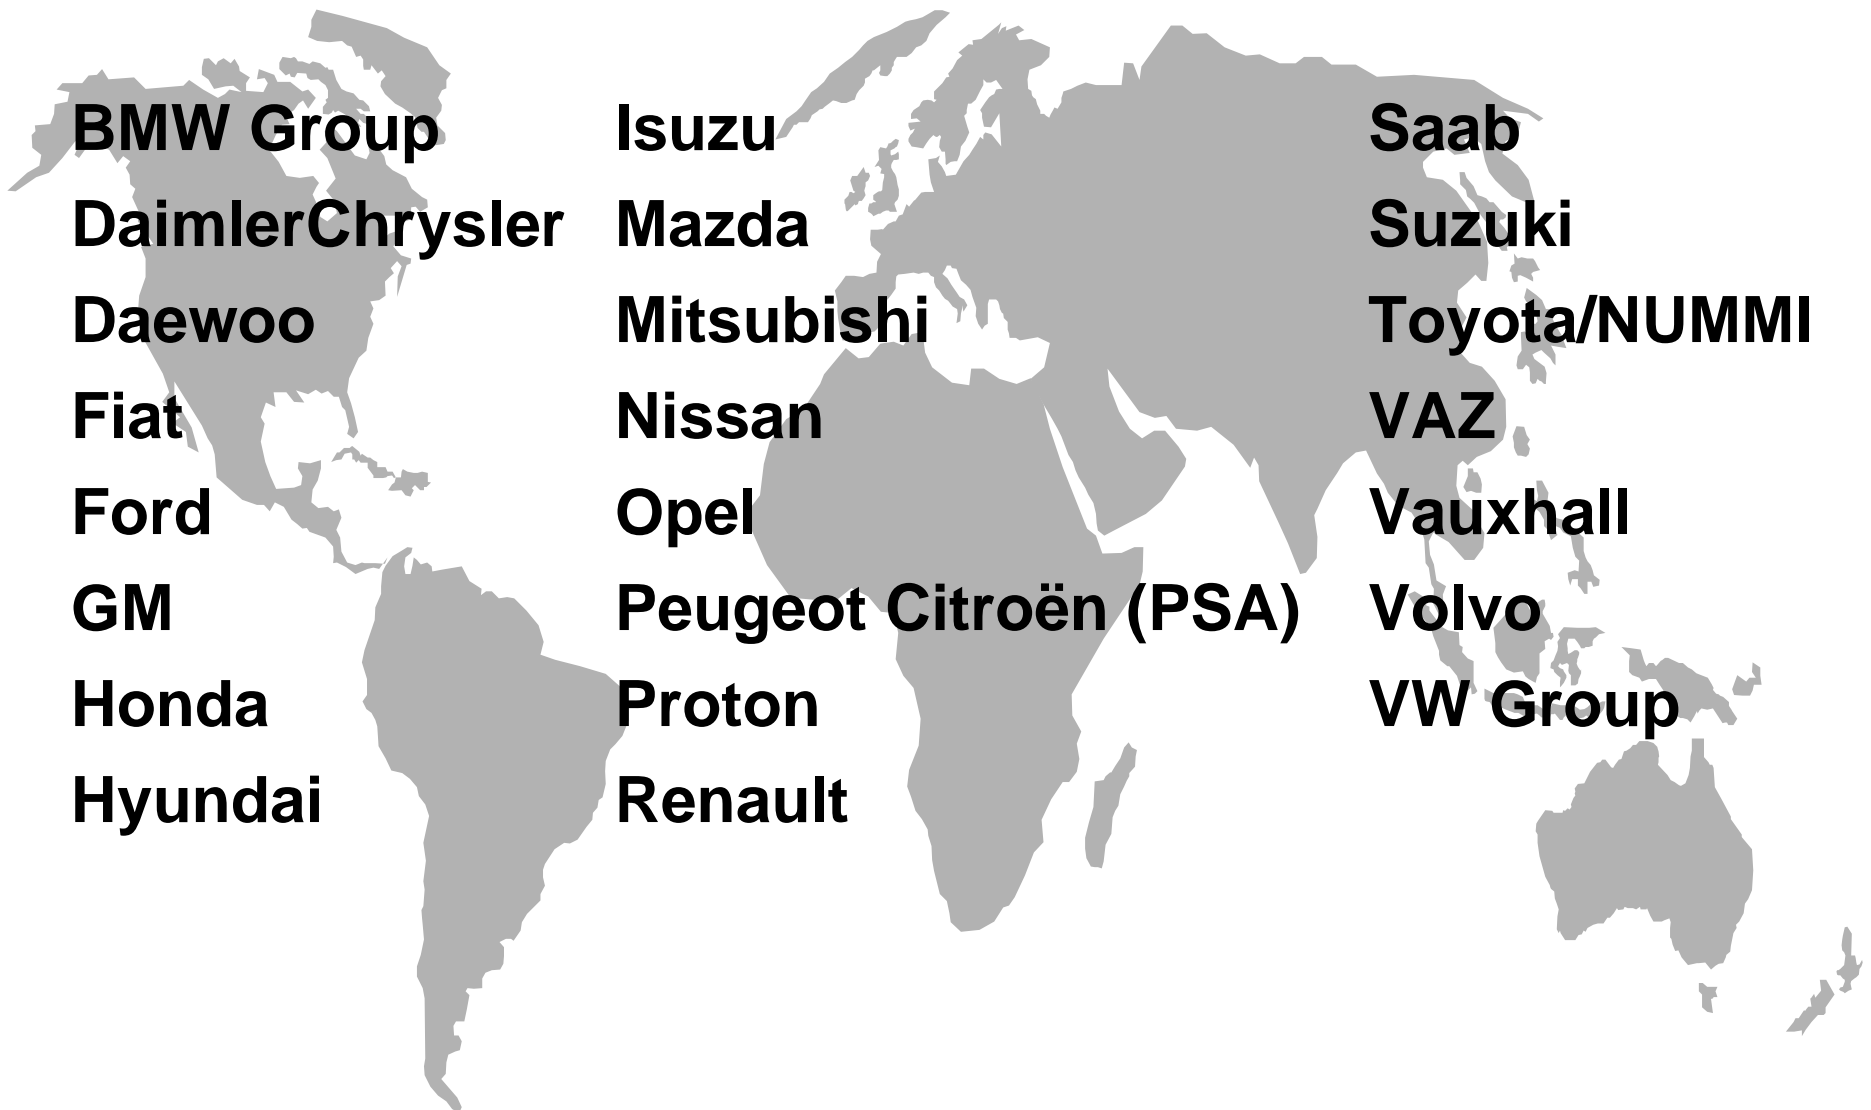 BMW Group
DaimlerChrysler
Daewoo
Fiat
Ford
GM
Honda
Hyundai
Isuzu
Mazda
Mitsubishi
Nissan
Opel
Peugeot Citroën (PSA)
Proton
Renault
Saab
Suzuki
Toyota/NUMMI
VAZ
Vauxhall
Volvo
VW Group